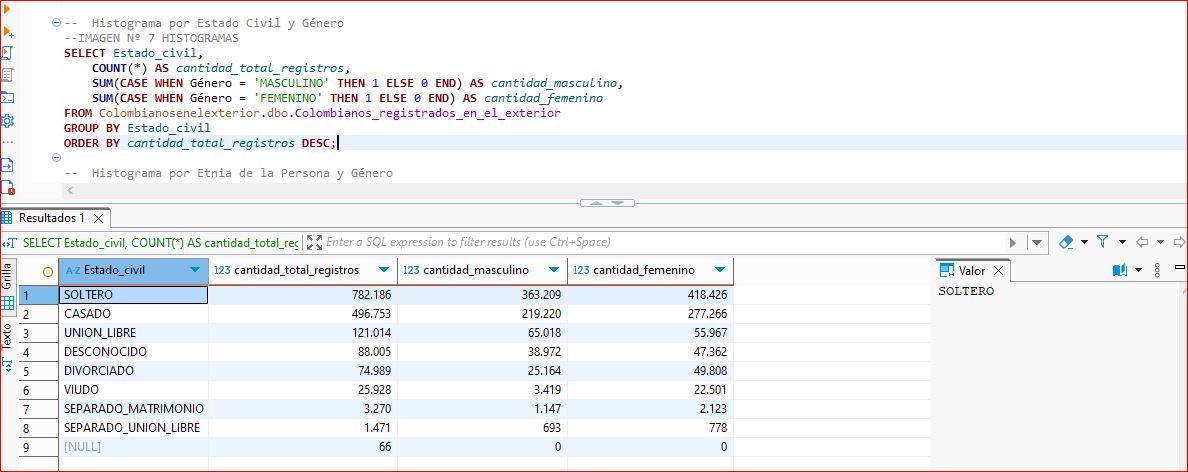 --  Histograma por Estado Civil y Género
--IMAGEN Nº 7 HISTOGRAMAS
SELECT Estado_civil,
COUNT(*) AS cantidad_total_registros,
SUM(CASE WHEN Género = 'MASCULINO' THEN 1 ELSE 0 END) AS cantidad_masculino,
SUM(CASE WHEN Género = 'FEMENINO' THEN 1 ELSE 0 END) AS cantidad_femenino
FROM Colombianosenelexterior.dbo.Colombianos_registrados_en_el_exterior
GROUP BY Estado_civil
ORDER BY cantidad_total_registros DESC;
--  Histograma por Etnia de la Persona y Género
Resultados 1
SELECT Estado_civil, COUNT(*) AS cantidad_total_reg Enter a SQL expression to filter results (use Ctrl+Space)
Grilla
Texto
A-Z Estado_civil 123 cantidad_total_registros 123 cantidad_masculino 123 cantidad_femenino
1 SOLTERO 782.186 363.209 418.426
2 CASADO 496.753 219.220 277.266
3 UNION_LIBRE 121.014 65.018 55.967
4 DESCONOCIDO 88.005 38.972 47.362
5 DIVORCIADO 74.989 25.164 49.808
6 VIUDO 25.928 3.419 22.501
7 SEPARADO_MATRIMONIO 3.270 1.147 2.123
8 SEPARADO_UNION_LIBRE 1.471 693 778
9 [NULL] 66 0 0
Valor
SOLTERO